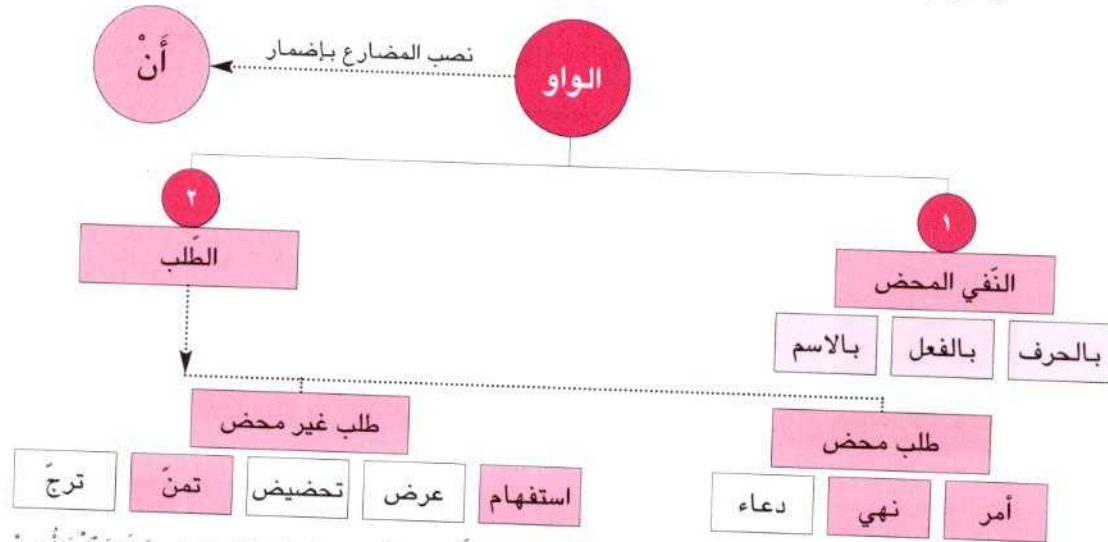 الواو
نصب المضارع بإضمار
أَنْ
١
النّفي المحض
بالحرف
بالفعل
بالاسم
٢
الطّلب
طلب محض
أمر
نهي
دعاء
طلب غير محض
استفهام
عرض
تحضيض
تمنّ
ترجّ